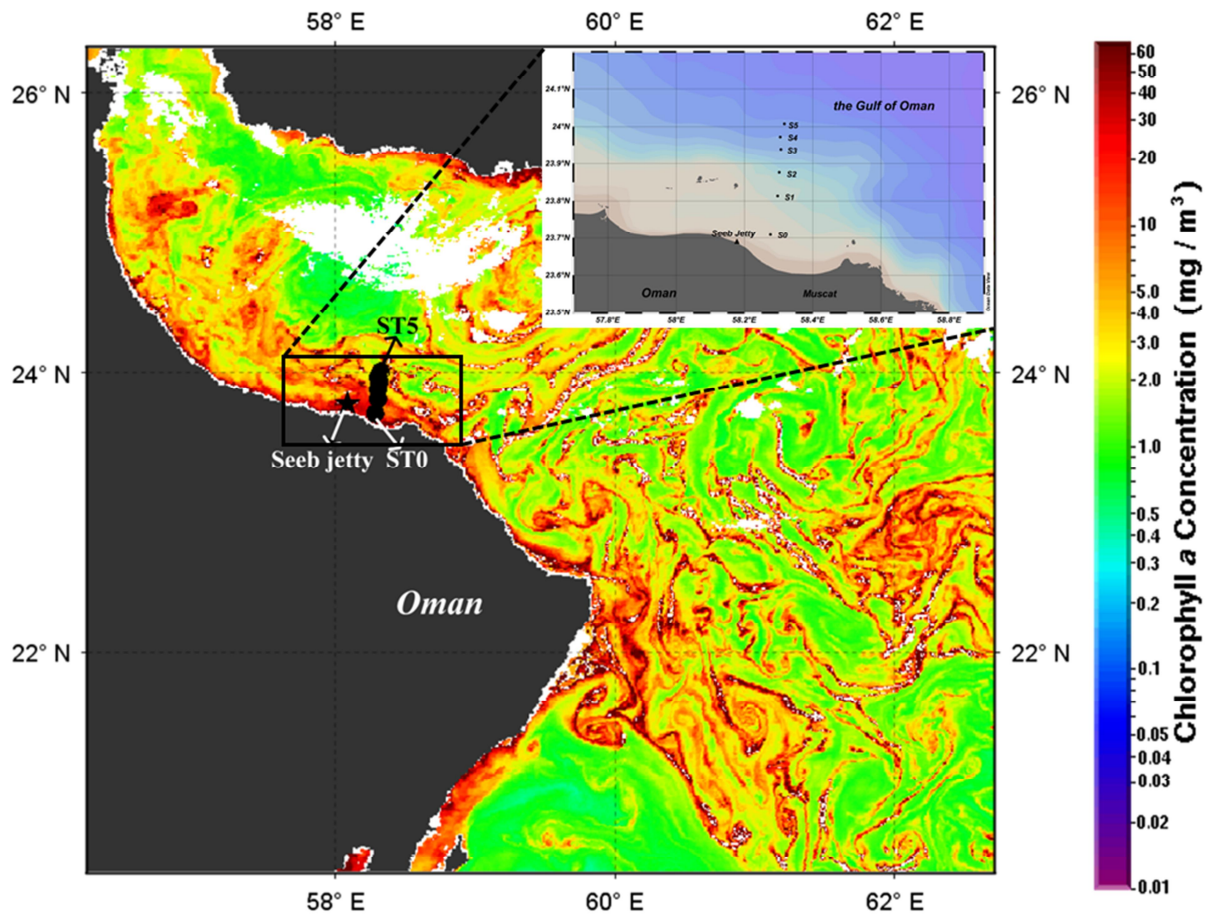 58° E 60° E 62° E
26° N
26° N
24.1°N
24°N
23.9°N
23.8°N
23.7°N
23.6°N
23.5°N
the Gulf of Oman
S5
S4
S3
S2
S1
S0
Seeb Jetty
Oman
Muscat
57.8°E 58°E 58.2°E 58.4°E 58.6°E 58.8°E
Ocean Data View
ST5
24° N
24° N
Seeb jetty ST0
Oman
22° N
22° N
58° E 60° E 62° E
60
50
40
30
20
10
5.0
4.0
3.0
2.0
1.0
0.5
0.4
0.3
0.2
0.1
0.05
0.04
0.03
0.02
0.01
Chlorophyll a Concentration (mg / m³)